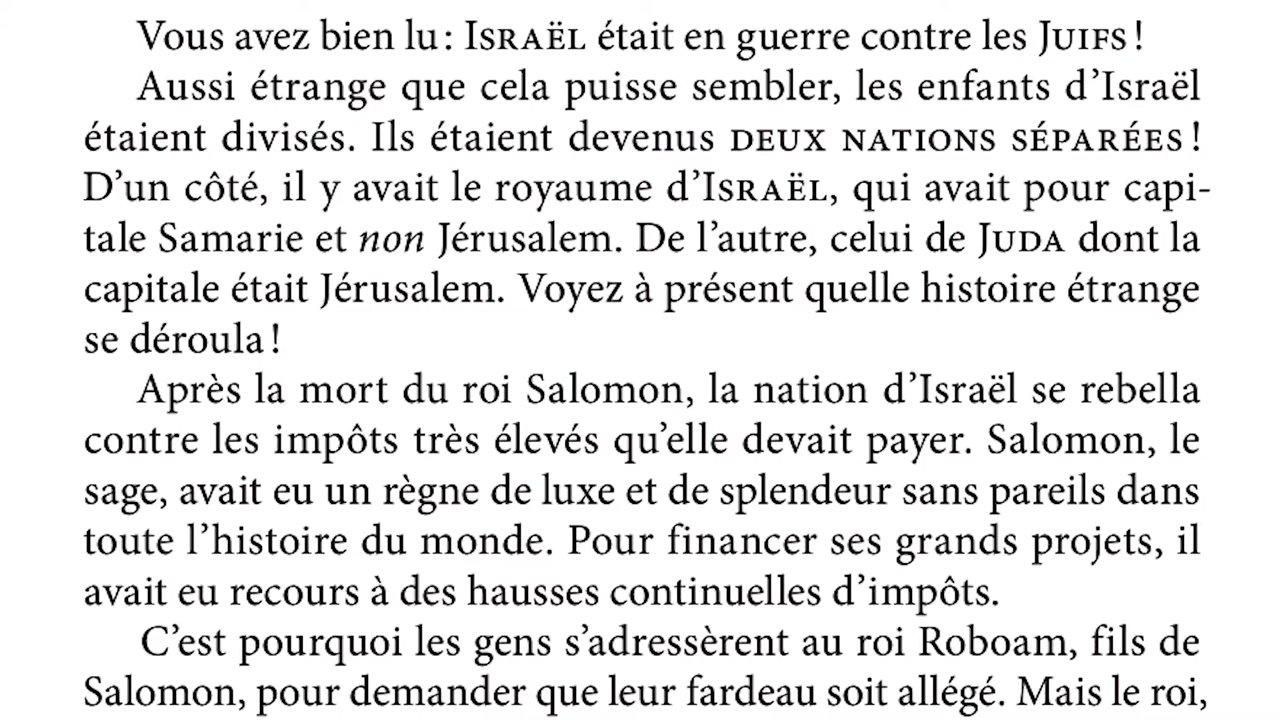 Vous avez bien lu : ISRAËL était en guerre contre les JUIFS !
Aussi étrange que cela puisse sembler, les enfants d’Israël
étaient divisés. Ils étaient devenus DEUX NATIONS SÉPARÉES !
D’un côté, il y avait le royaume d’ISRAËL, qui avait pour capi-
tale Samarie et non Jérusalem. De l’autre, celui de JUDA dont la
capitale était Jérusalem. Voyez à présent quelle histoire étrange
se déroula !
Après la mort du roi Salomon, la nation d’Israël se rebella
contre les impôts très élevés qu’elle devait payer. Salomon, le
sage, avait eu un règne de luxe et de splendeur sans pareils dans
toute l’histoire du monde. Pour financer ses grands projets, il
avait eu recours à des hausses continuelles d’impôts.
C’est pourquoi les gens s’adressèrent au roi Roboam, fils de
Salomon, pour demander que leur fardeau soit allégé. Mais le roi,